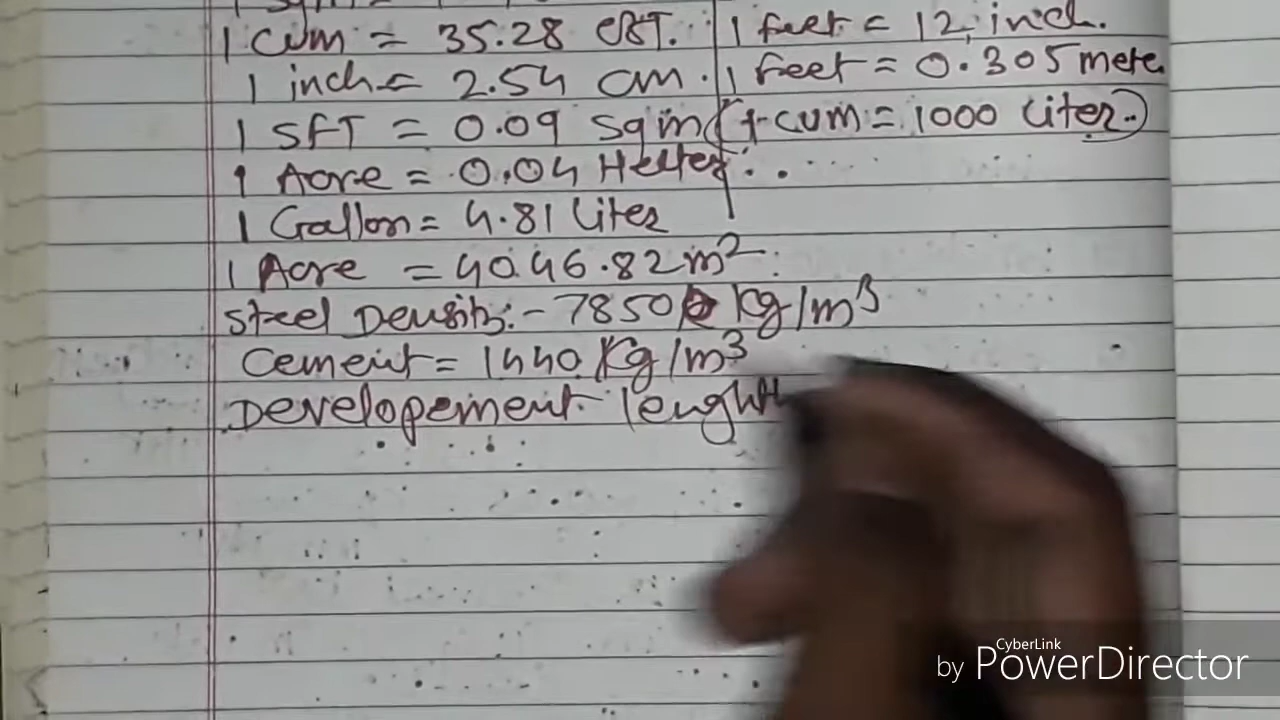 1 cum = 35.28 CFT. 1 feet = 12 inch.
1 inch = 2.54 cm. 1 feet = 0.305 mete.
1 SFT = 0.09 sqm 1 cum = 1000 liter.
1 Acre = 0.04 Hecter
1 Gallon = 4.81 liter
1 Acre = 4046.82 m²
Steel Density:- 7850 kg/m³
Cement = 1440 Kg/m³
Developement lenghth
CyberLink
by PowerDirector